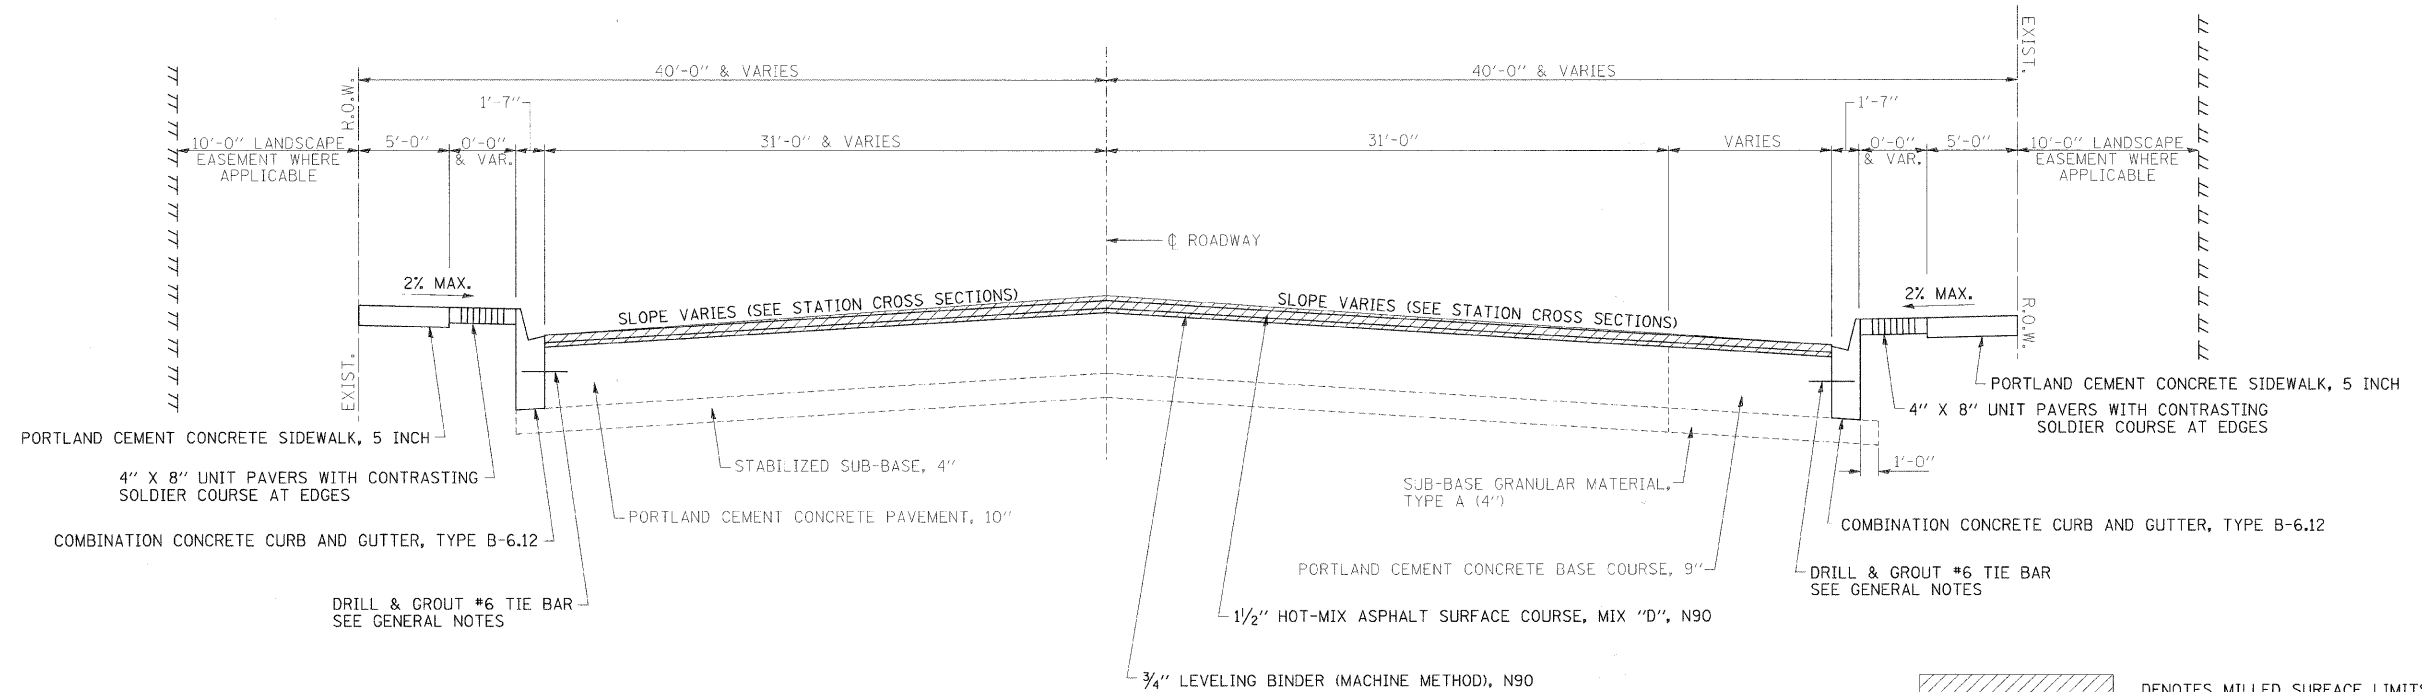 EXIST.
R.O.W.
40'-0" & VARIES
40'-0" & VARIES
1'-7"
1'-7"
10'-0" LANDSCAPE
EASEMENT WHERE
APPLICABLE
5'-0"
0'-0"
& VAR.
31'-0" & VARIES
31'-0"
VARIES
0'-0"
& VAR.
5'-0"
10'-0" LANDSCAPE
EASEMENT WHERE
APPLICABLE
℄ ROADWAY
2% MAX.
SLOPE VARIES (SEE STATION CROSS SECTIONS)
SLOPE VARIES (SEE STATION CROSS SECTIONS)
2% MAX.
R.O.W.
EXIST.
PORTLAND CEMENT CONCRETE SIDEWALK, 5 INCH
4" X 8" UNIT PAVERS WITH CONTRASTING
SOLDIER COURSE AT EDGES
PORTLAND CEMENT CONCRETE SIDEWALK, 5 INCH
4" X 8" UNIT PAVERS WITH CONTRASTING
SOLDIER COURSE AT EDGES
STABILIZED SUB-BASE, 4"
1'-0"
SUB-BASE GRANULAR MATERIAL,
TYPE A (4")
PORTLAND CEMENT CONCRETE PAVEMENT, 10"
COMBINATION CONCRETE CURB AND GUTTER, TYPE B-6.12
COMBINATION CONCRETE CURB AND GUTTER, TYPE B-6.12
PORTLAND CEMENT CONCRETE BASE COURSE, 9"
DRILL & GROUT #6 TIE BAR
SEE GENERAL NOTES
DRILL & GROUT #6 TIE BAR
SEE GENERAL NOTES
1½" HOT-MIX ASPHALT SURFACE COURSE, MIX "D", N90
¾" LEVELING BINDER (MACHINE METHOD), N90
DENOTES MILLED SURFACE LIMITS